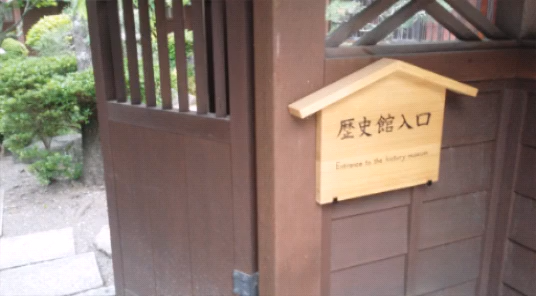 歴史館入口
Entrance to the history museum